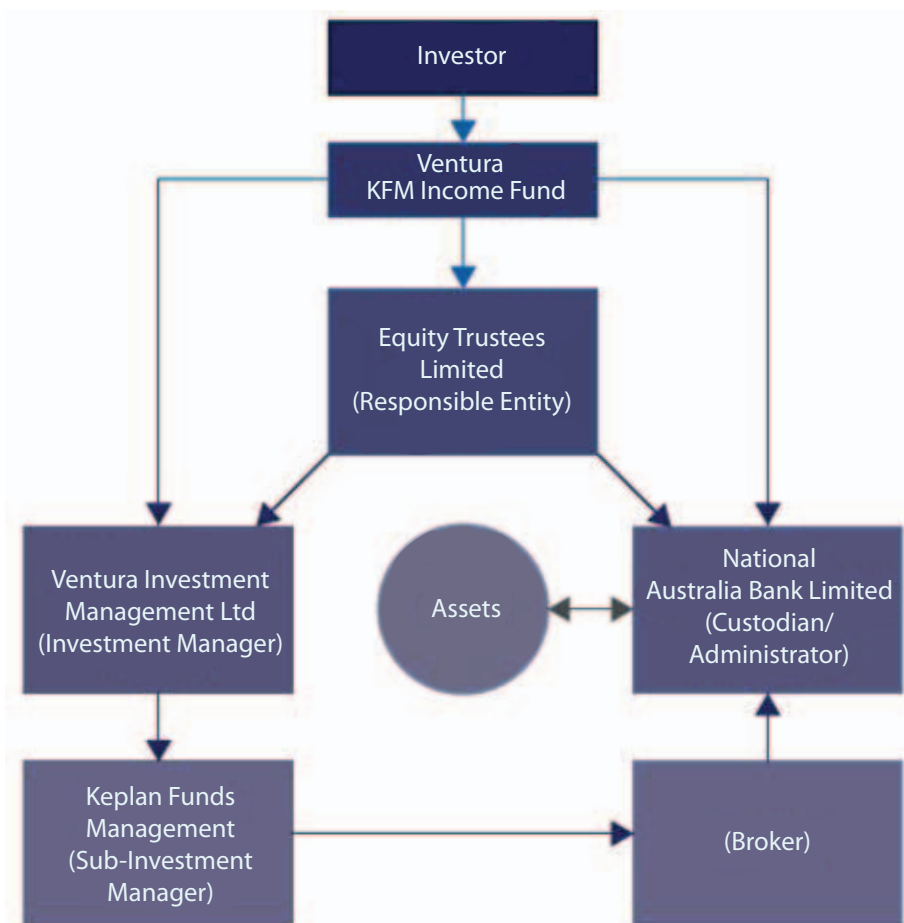 Investor
Ventura
KFM Income Fund
Equity Trustees
Limited
(Responsible Entity)
Ventura Investment
Management Ltd
(Investment Manager)
Assets
National
Australia Bank Limited
(Custodian/
Administrator)
Keplan Funds
Management
(Sub-Investment
Manager)
(Broker)